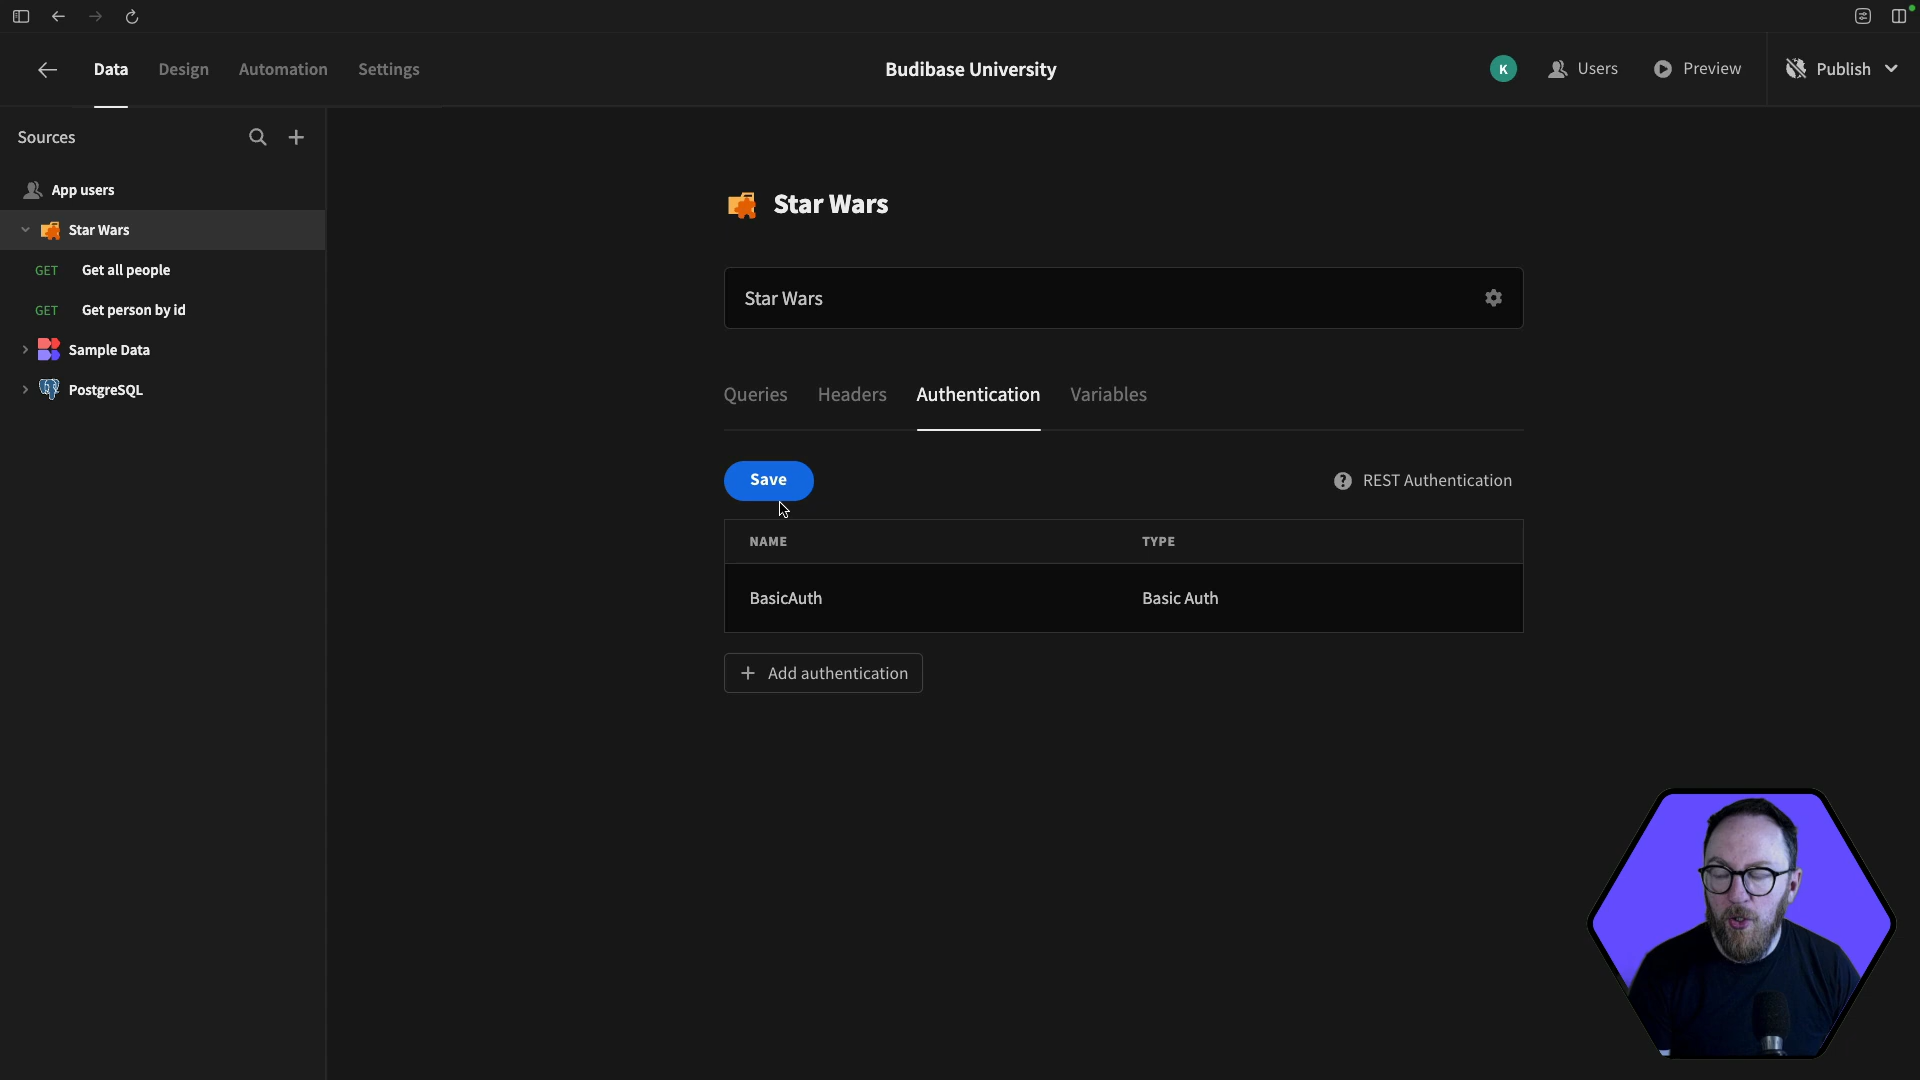 Data
Design
Automation
Settings
Budibase University
K
Users
Preview
Publish
Sources
App users
Star Wars
GET Get all people
GET Get person by id
Sample Data
PostgreSQL
Star Wars
Star Wars
Queries
Headers
Authentication
Variables
Save
REST Authentication
NAME
TYPE
BasicAuth
Basic Auth
Add authentication